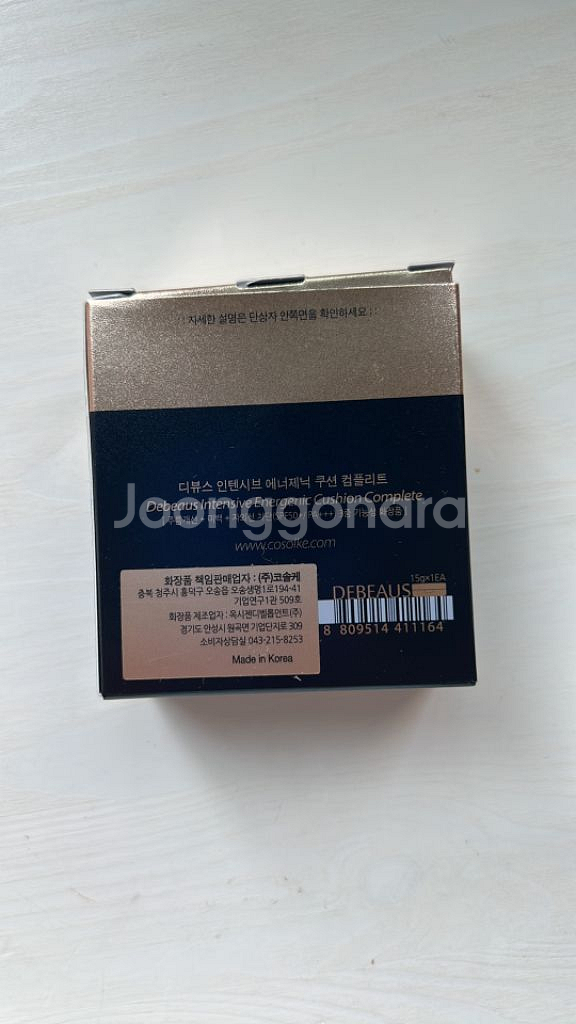 :: 자세한 설명은 단상자 안쪽면을 확인하세요 ::
디뷰스 인텐시브 에너제닉 쿠션 컴플리트
Debeaus Intensive Energenic Cushion Complete
Joonggonara
www.cosolke.com
화장품 책임판매업자 : (주)코솔케
충북 청주시 흥덕구 오송읍 오송생명1로194-41
기업연구1관 509호
화장품 제조업자 : 옥시젠디벨롭먼트(주)
경기도 안성시 원곡면 기업단지로 309
소비자상담실 043-215-8253
Made in Korea
15g×1EA
DEBEAUS
8 809514 411164